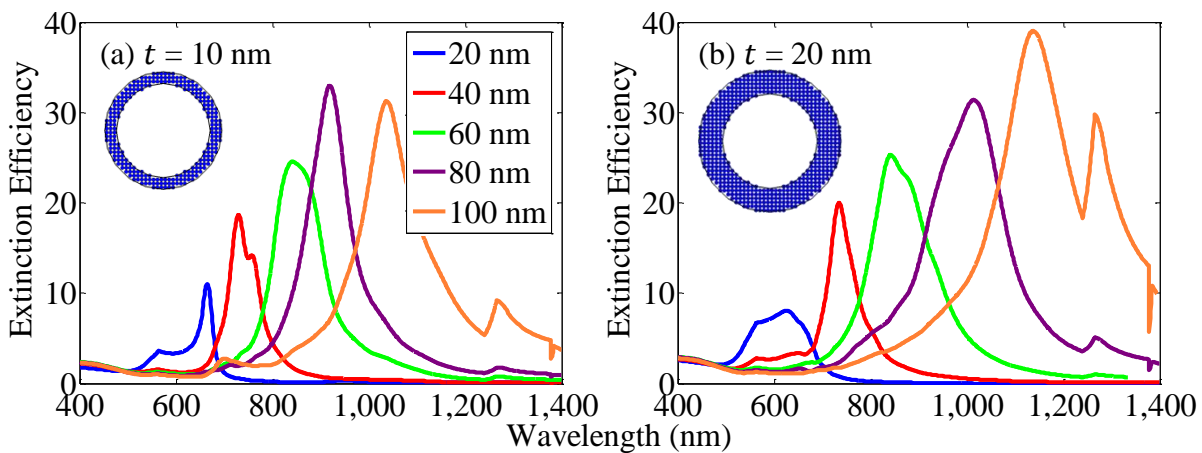 Extinction Efficiency
40
30
20
10
0
(a) t = 10 nm
20 nm
40 nm
60 nm
80 nm
100 nm
400
600
800
1,000
1,200
1,400
Extinction Efficiency
40
30
20
10
0
(b) t = 20 nm
400
600
800
1,000
1,200
1,400
Wavelength (nm)